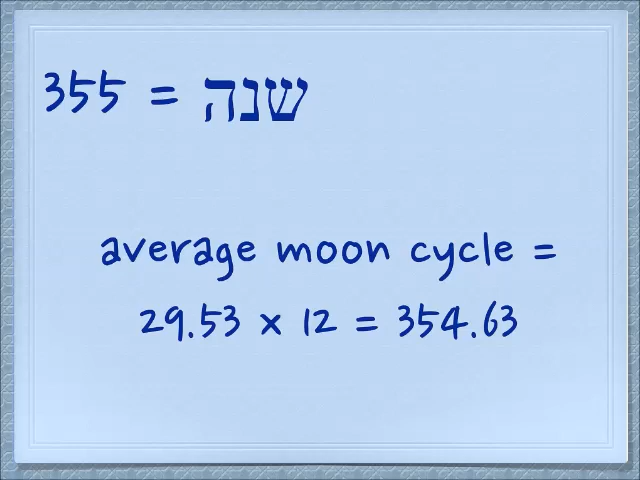 355 = שנה
average moon cycle =
29.53 x 12 = 354.63